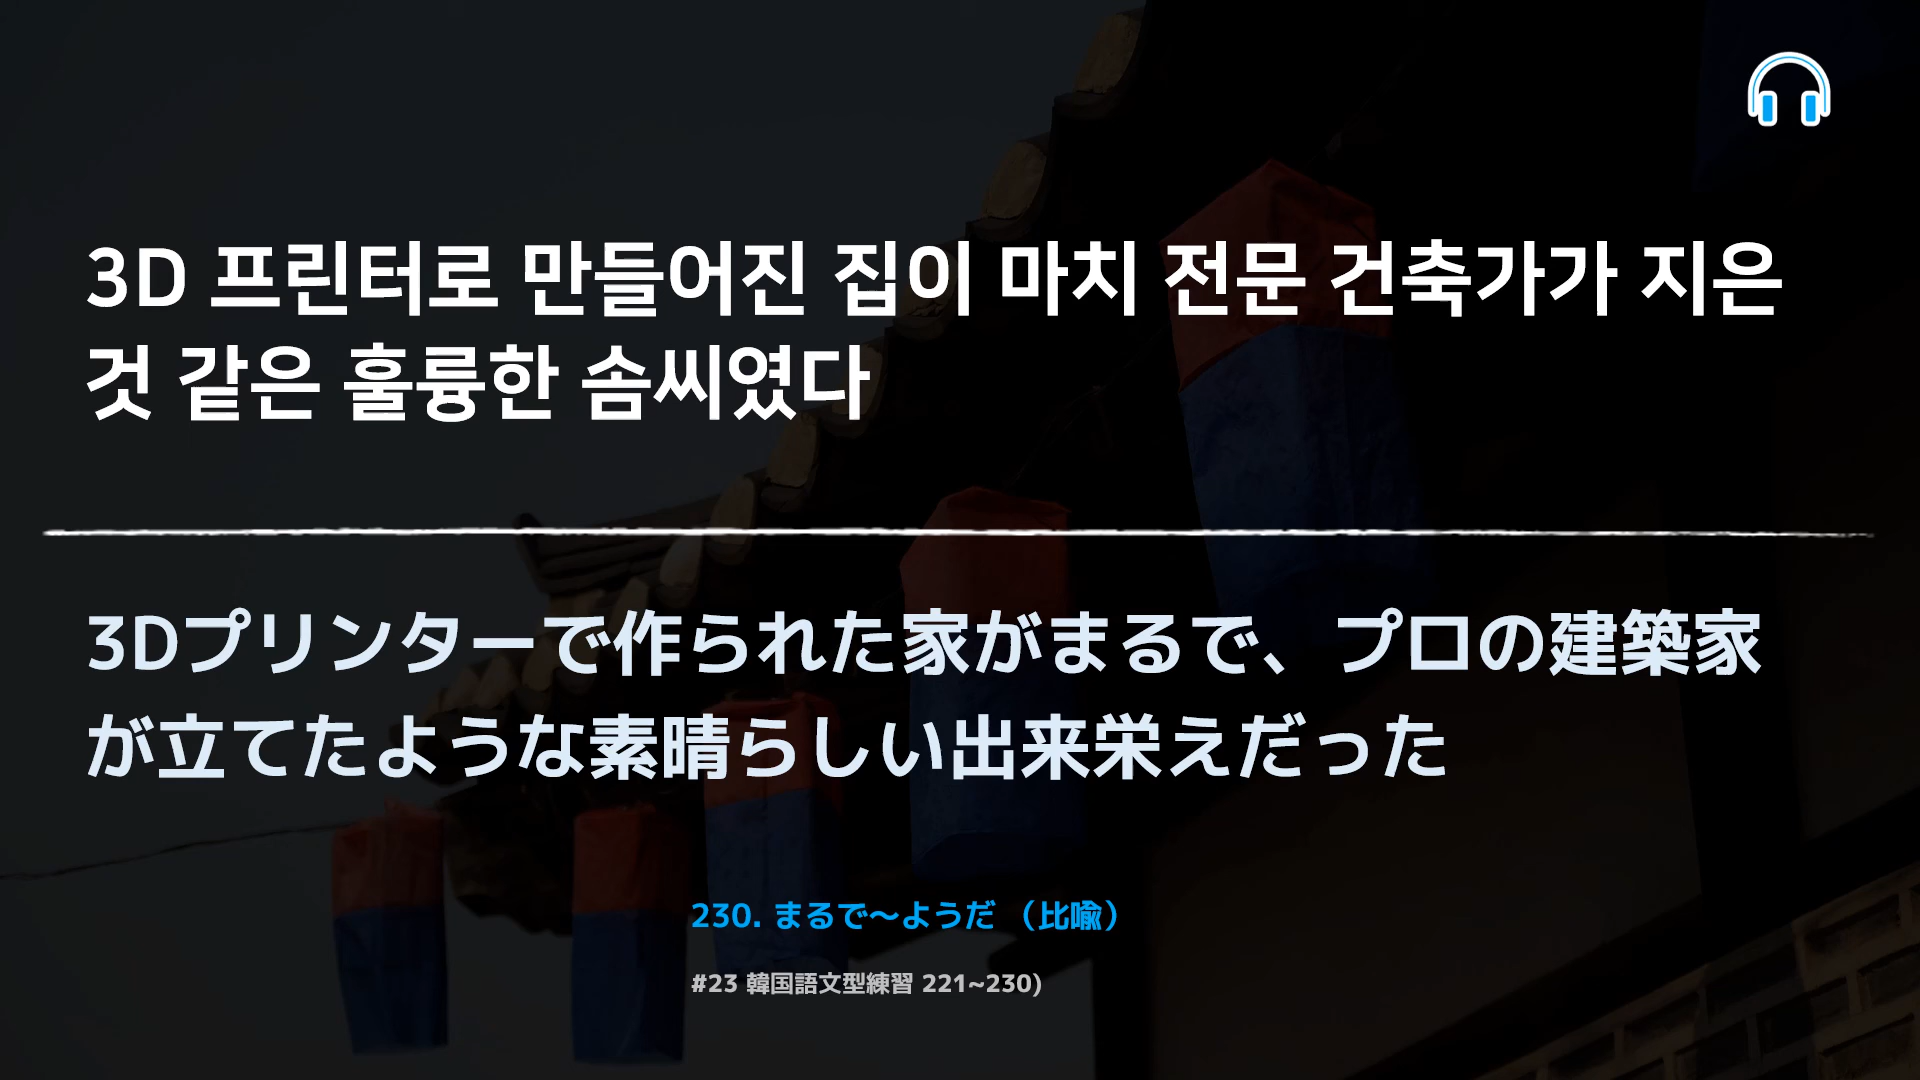 3D 프린터로 만들어진 집이 마치 전문 건축가가 지은
것 같은 훌륭한 솜씨였다
3Dプリンターで作られた家がまるで、プロの建築家
が立てたような素晴らしい出来栄えだった
230. まるで～ようだ （比喩）
#23 韓国語文型練習 221~230)